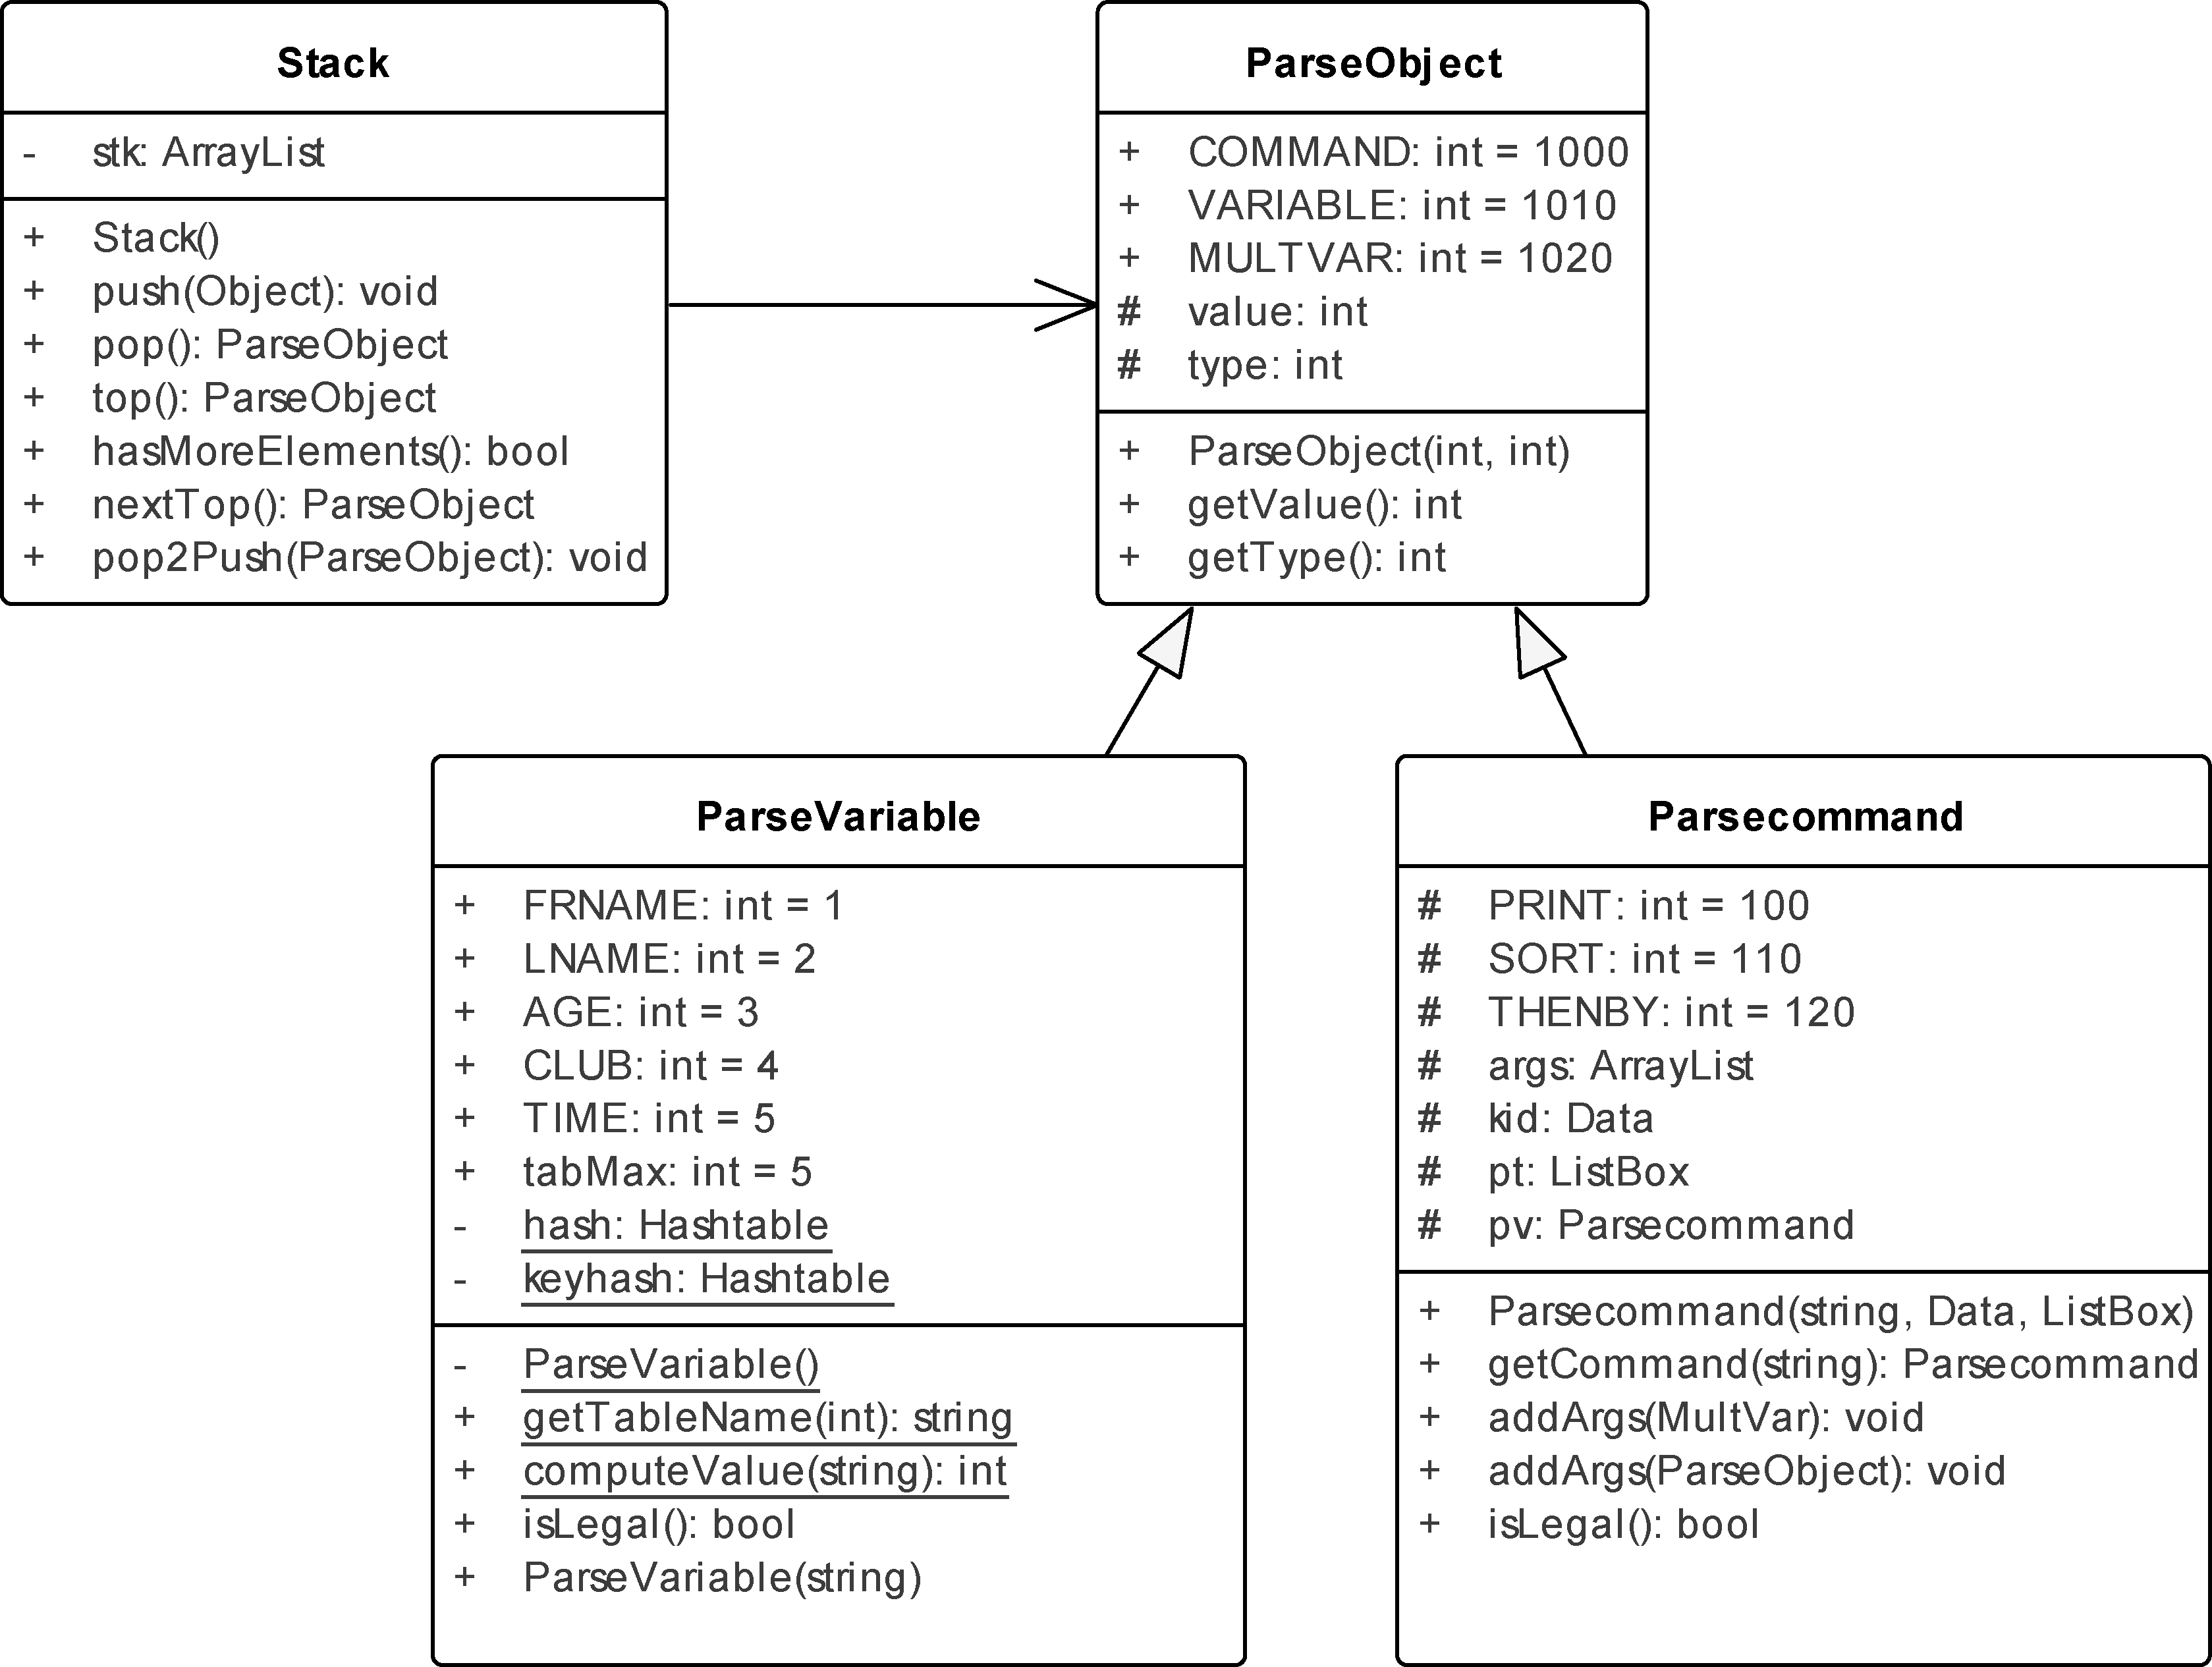 Stack
- stk: ArrayList
+ Stack()
+ push(Object): void
+ pop(): ParseObject
+ top(): ParseObject
+ hasMoreElements(): bool
+ nextTop(): ParseObject
+ pop2Push(ParseObject): void
ParseObject
+ COMMAND: int = 1000
+ VARIABLE: int = 1010
+ MULTVAR: int = 1020
# value: int
# type: int
+ ParseObject(int, int)
+ getValue(): int
+ getType(): int
ParseVariable
+ FRNAME: int = 1
+ LNAME: int = 2
+ AGE: int = 3
+ CLUB: int = 4
+ TIME: int = 5
+ tabMax: int = 5
- hash: Hashtable
- keyhash: Hashtable
- ParseVariable()
+ getTableName(int): string
+ computeValue(string): int
+ isLegal(): bool
+ ParseVariable(string)
Parsecommand
# PRINT: int = 100
# SORT: int = 110
# THENBY: int = 120
# args: ArrayList
# kid: Data
# pt: ListBox
# pv: Parsecommand
+ Parsecommand(string, Data, ListBox)
+ getCommand(string): Parsecommand
+ addArgs(MultVar): void
+ addArgs(ParseObject): void
+ isLegal(): bool